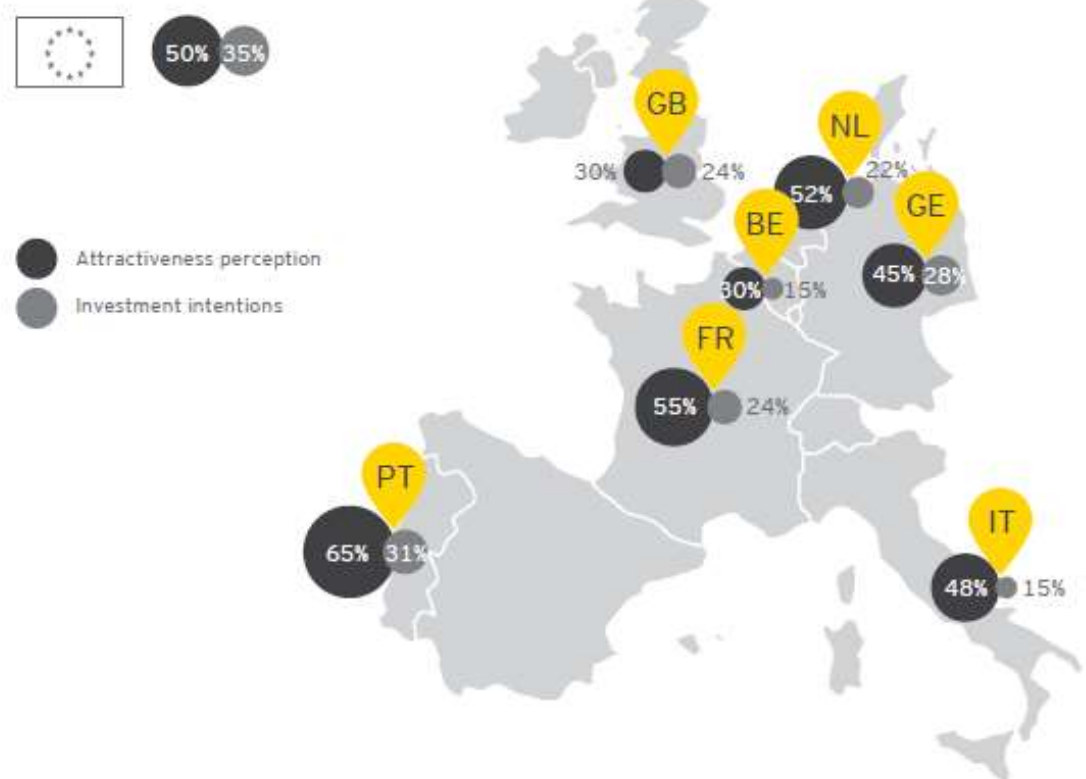 50% 35%
GB
30% 24%
NL
52% 22%
GE
45% 28%
BE
30% 15%
Attractiveness perception
Investment intentions
FR
55% 24%
PT
65% 31%
IT
48% 15%